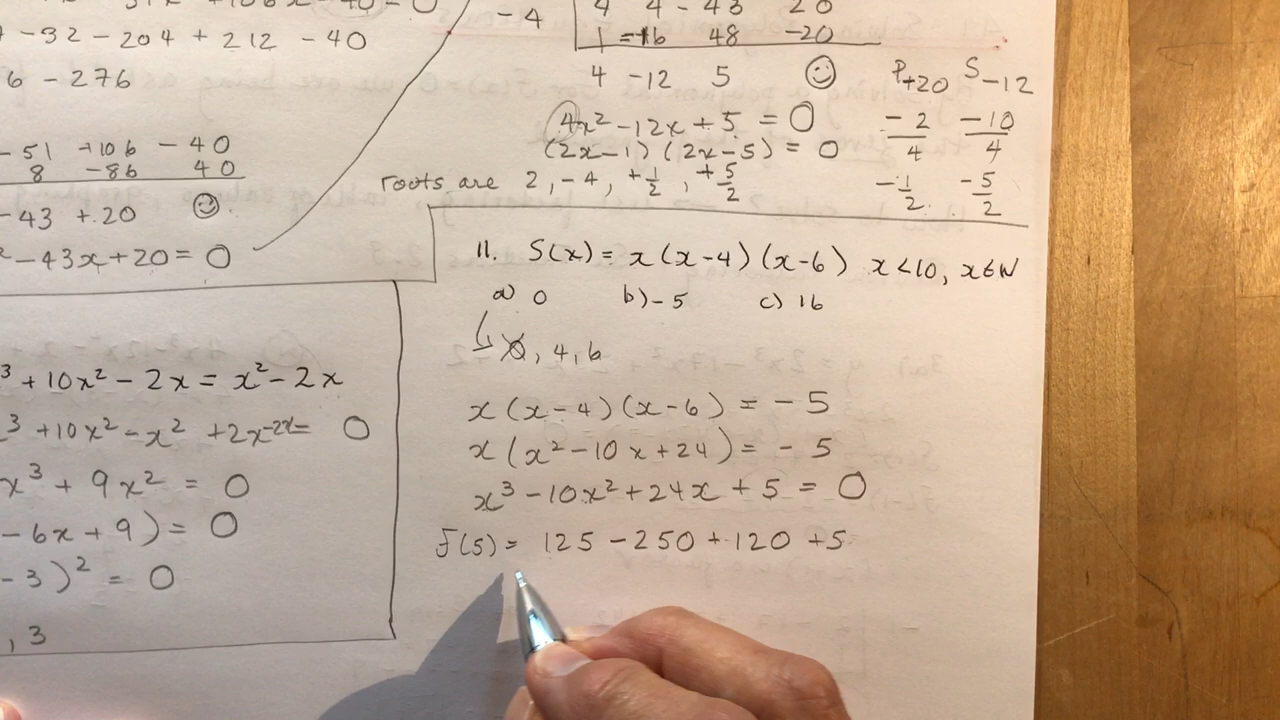 - 32 - 204 + 212 - 40
6 - 276
- 51 + 106 - 40
8 - 86 40
- 43 + 20
- 43x + 20 = 0
- 4 4 4 - 43 20
48 - 20
4 - 12 5
4x² - 12x + 5 = 0
(2x - 1) (2x - 5) = 0
roots are 2, - 4, + 1/2, + 5/2
P +20 S -12
- 2/4 - 10/4
- 1/2 - 5/2
11. S(x) = x (x - 4) (x - 6) x < 10, x ∈ W
a) 0 b) - 5 c) 16
0, 4, 6
x (x - 4) (x - 6) = - 5
x (x² - 10x + 24) = - 5
x³ - 10x² + 24x + 5 = 0
f(5) = 125 - 250 + 120 + 5
³ + 10x² - 2x = x² - 2x
³ + 10x² - x² + 2x - 2x = 0
x³ + 9x² = 0
- 6x + 9) = 0
- 3)² = 0
, 3